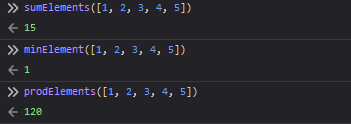 >> sumElements([1, 2, 3, 4, 5])
← 15
>> minElement([1, 2, 3, 4, 5])
← 1
>> prodElements([1, 2, 3, 4, 5])
← 120